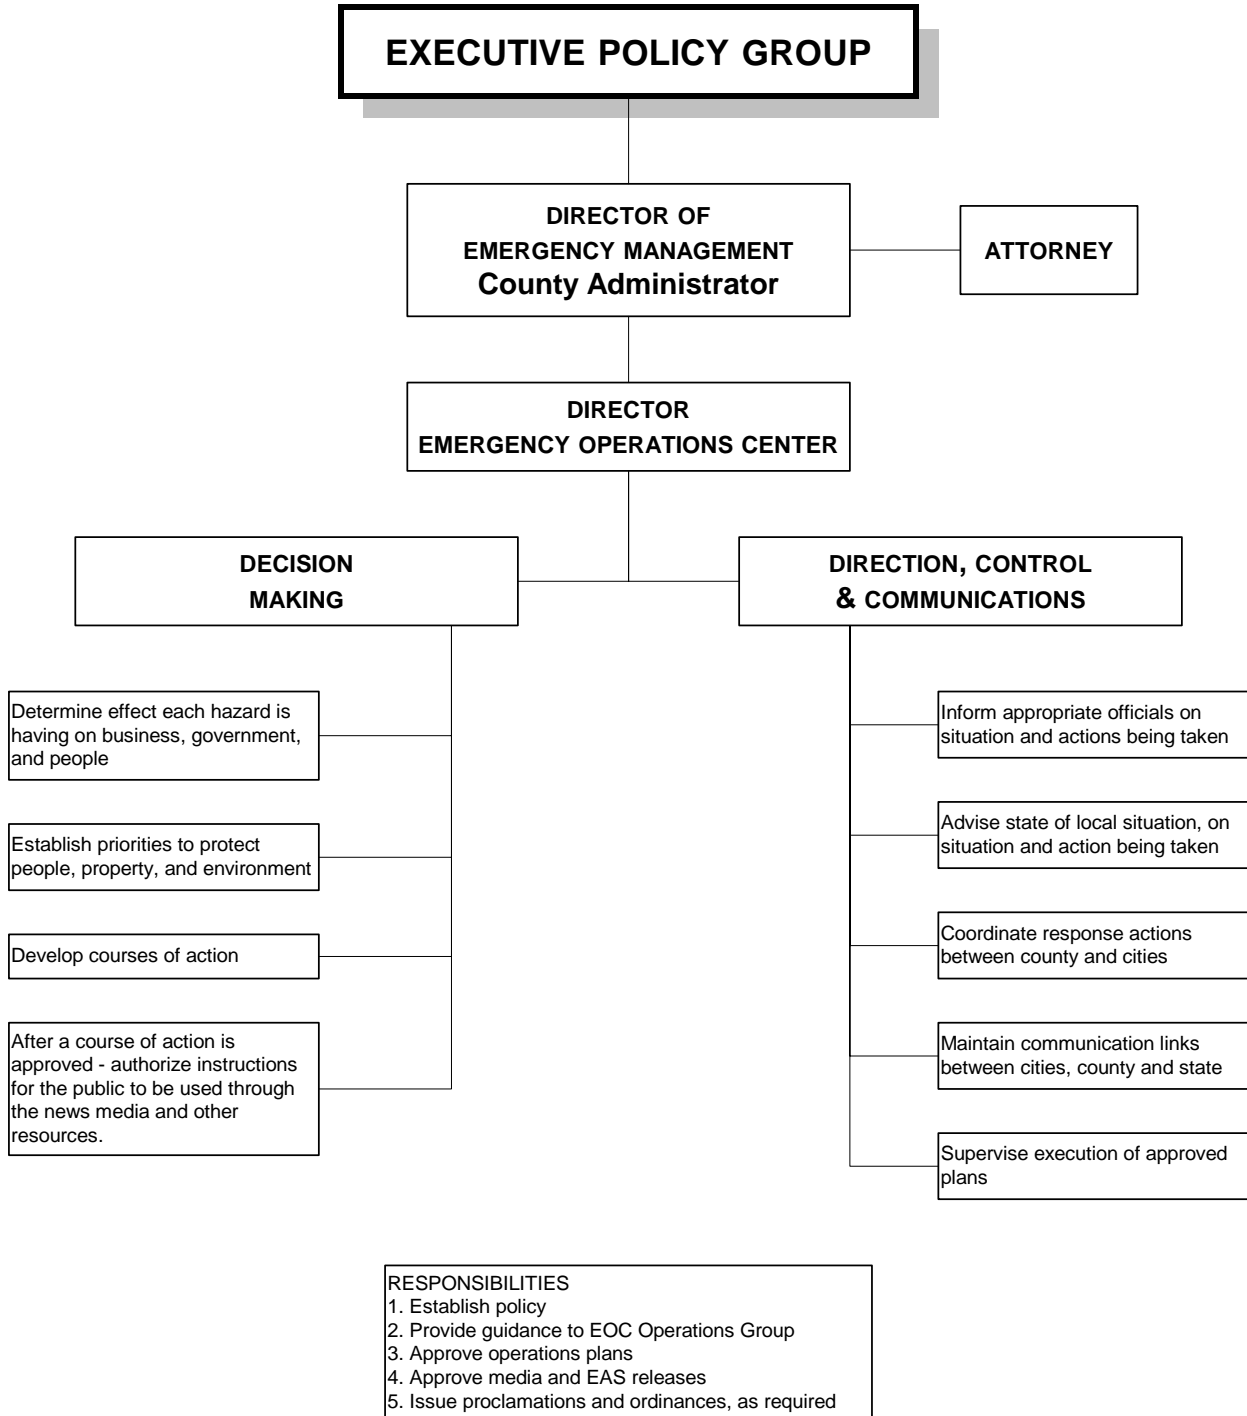 EXECUTIVE POLICY GROUP
DIRECTOR OF
EMERGENCY MANAGEMENT
County Administrator
ATTORNEY
DIRECTOR
EMERGENCY OPERATIONS CENTER
DECISION
MAKING
DIRECTION, CONTROL
& COMMUNICATIONS
Determine effect each hazard is
having on business, government,
and people
Establish priorities to protect
people, property, and environment
Develop courses of action
After a course of action is
approved - authorize instructions
for the public to be used through
the news media and other
resources.
Inform appropriate officials on
situation and actions being taken
Advise state of local situation, on
situation and action being taken
Coordinate response actions
between county and cities
Maintain communication links
between cities, county and state
Supervise execution of approved
plans
RESPONSIBILITIES
1. Establish policy
2. Provide guidance to EOC Operations Group
3. Approve operations plans
4. Approve media and EAS releases
5. Issue proclamations and ordinances, as required